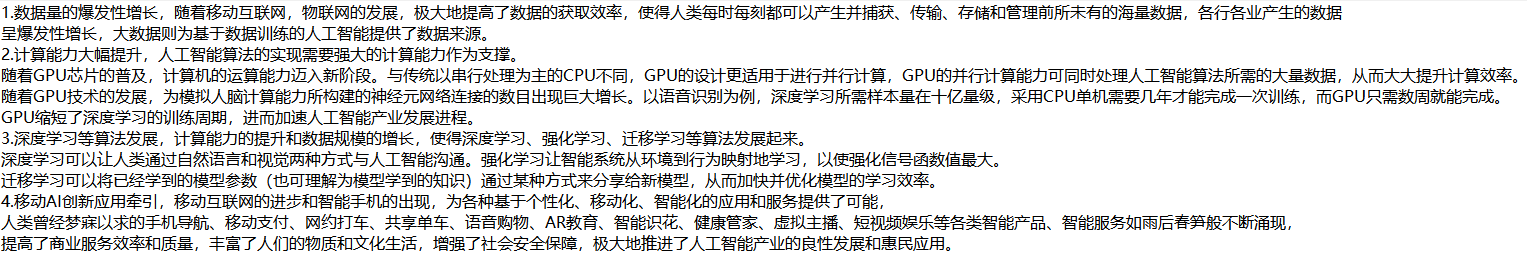 1.数据量的爆发性增长，随着移动互联网，物联网的发展，极大地提高了数据的获取效率，使得人类每时每刻都可以产生并捕获、传输、存储和管理前所未有的海量数据，各行各业产生的数据
呈爆发性增长，大数据则为基于数据训练的人工智能提供了数据来源。
2.计算能力大幅提升，人工智能算法的实现需要强大的计算能力作为支撑。
随着GPU芯片的普及，计算机的运算能力迈入新阶段。与传统以串行处理为主的CPU不同，GPU的设计更适用于进行并行计算，GPU的并行计算能力可同时处理人工智能算法所需的大量数据，从而大大提升计算效率。
随着GPU技术的发展，为模拟人脑计算能力所构建的神经元网络连接的数目出现巨大增长。以语音识别为例，深度学习所需样本量在十亿量级，采用CPU单机需要几年才能完成一次训练，而GPU只需数周就能完成。
GPU缩短了深度学习的训练周期，进而加速人工智能产业发展进程。
3.深度学习等算法发展，计算能力的提升和数据规模的增长，使得深度学习、强化学习、迁移学习等算法发展起来。
深度学习可以让人类通过自然语言和视觉两种方式与人工智能沟通。强化学习让智能系统从环境到行为映射地学习，以使强化信号函数值最大。
迁移学习可以将已经学到的模型参数（也可理解为模型学到的知识）通过某种方式来分享给新模型，从而加快并优化模型的学习效率。
4.移动AI创新应用牵引，移动互联网的进步和智能手机的出现，为各种基于个性化、移动化、智能化的应用和服务提供了可能，
人类曾经梦寐以求的手机导航、移动支付、网约打车、共享单车、语音购物、AR教育、智能识花、健康管家、虚拟主播、短视频娱乐等各类智能产品、智能服务如雨后春笋般不断涌现，
提高了商业服务效率和质量，丰富了人们的物质和文化生活，增强了社会安全保障，极大地推进了人工智能产业的良性发展和惠民应用。